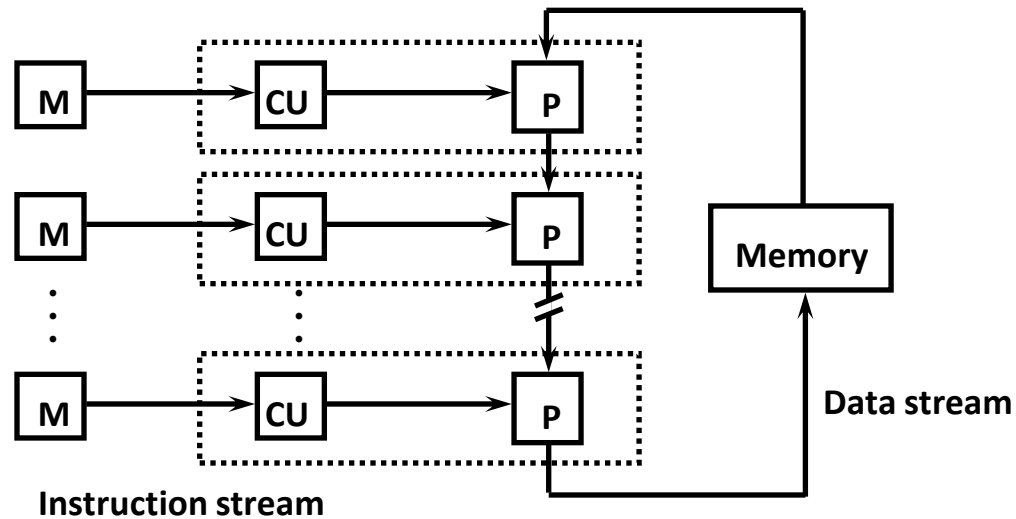 M CU P
M CU P
Memory
M CU P
Data stream
Instruction stream